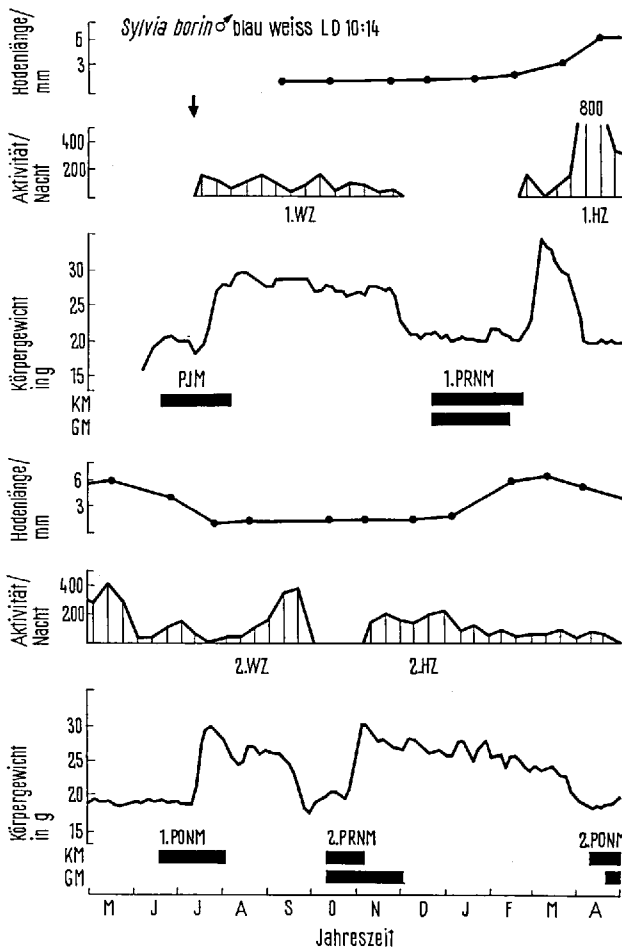 Sylvia borin ♂ blau weiss LD 10:14
Hodenlänge/
mm
6
3
Aktivität/
Nacht
400
200
800
1.WZ
1.HZ
Körpergewicht
in g
30
25
20
15
PJM
1.PRNM
KM
GM
Hodenlänge/
mm
6
3
Aktivität/
Nacht
400
200
2.WZ
2.HZ
Körpergewicht
in g
30
25
20
15
1.PONM
2.PRNM
2.PONM
KM
GM
M J J A S O N D J F M A
Jahreszeit